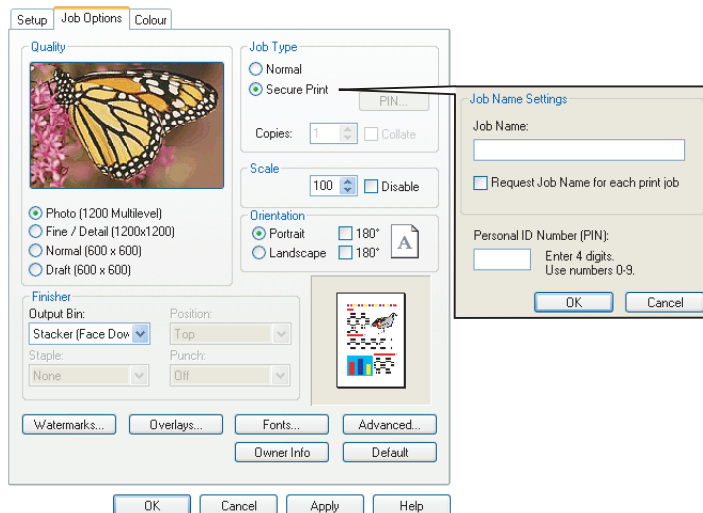 Setup
Job Options
Colour
Quality
Photo (1200 Multilevel)
Fine / Detail (1200x1200)
Normal (600 x 600)
Draft (600 x 600)
Job Type
Normal
Secure Print
PIN...
Copies: 1 Collate
Scale
100 Disable
Orientation
Portrait 180°
Landscape 180°
A
Finisher
Output Bin: Position:
Stacker (Face Dow Top
Staple: Punch:
None Off
Watermarks... Overlays... Fonts... Advanced...
Owner Info Default
OK Cancel Apply Help
Job Name Settings
Job Name:
Request Job Name for each print job
Personal ID Number (PIN):
Enter 4 digits.
Use numbers 0-9.
OK Cancel